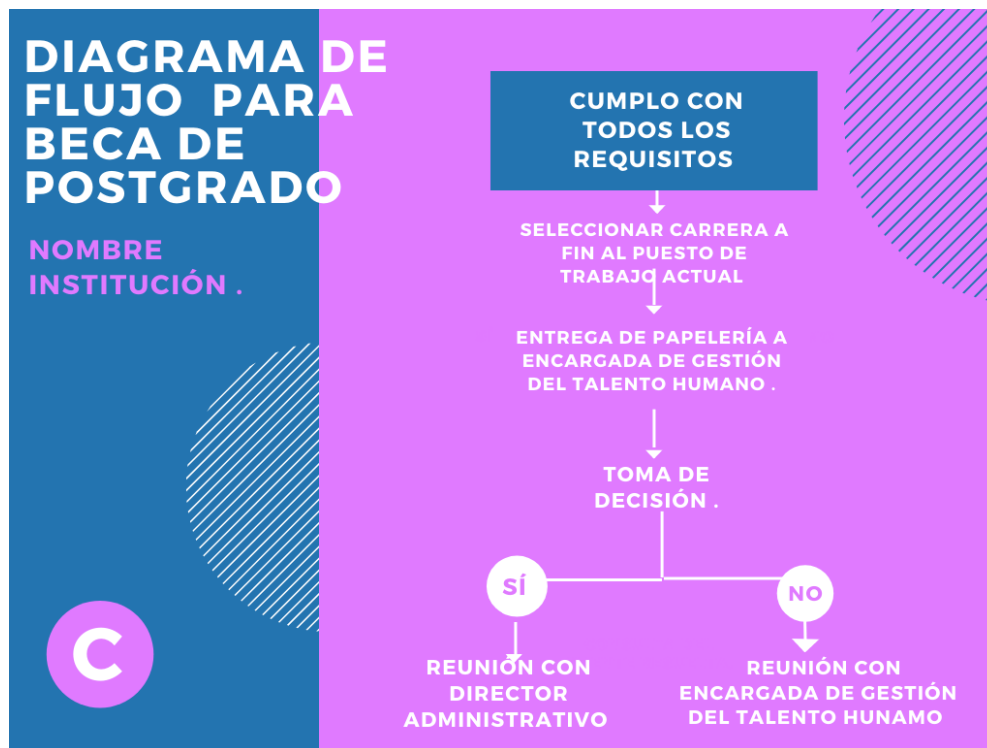 DIAGRAMA DE
FLUJO PARA
BECA DE
POSTGRADO
NOMBRE
INSTITUCIÓN .
C
CUMPLO CON
TODOS LOS
REQUISITOS
SELECCIONAR CARRERA A
FIN AL PUESTO DE
TRABAJO ACTUAL
ENTREGA DE PAPELERÍA A
ENCARGADA DE GESTIÓN
DEL TALENTO HUMANO .
TOMA DE
DECISIÓN .
SÍ
NO
REUNIÓN CON
DIRECTOR
ADMINISTRATIVO
REUNIÓN CON
ENCARGADA DE GESTIÓN
DEL TALENTO HUNAMO